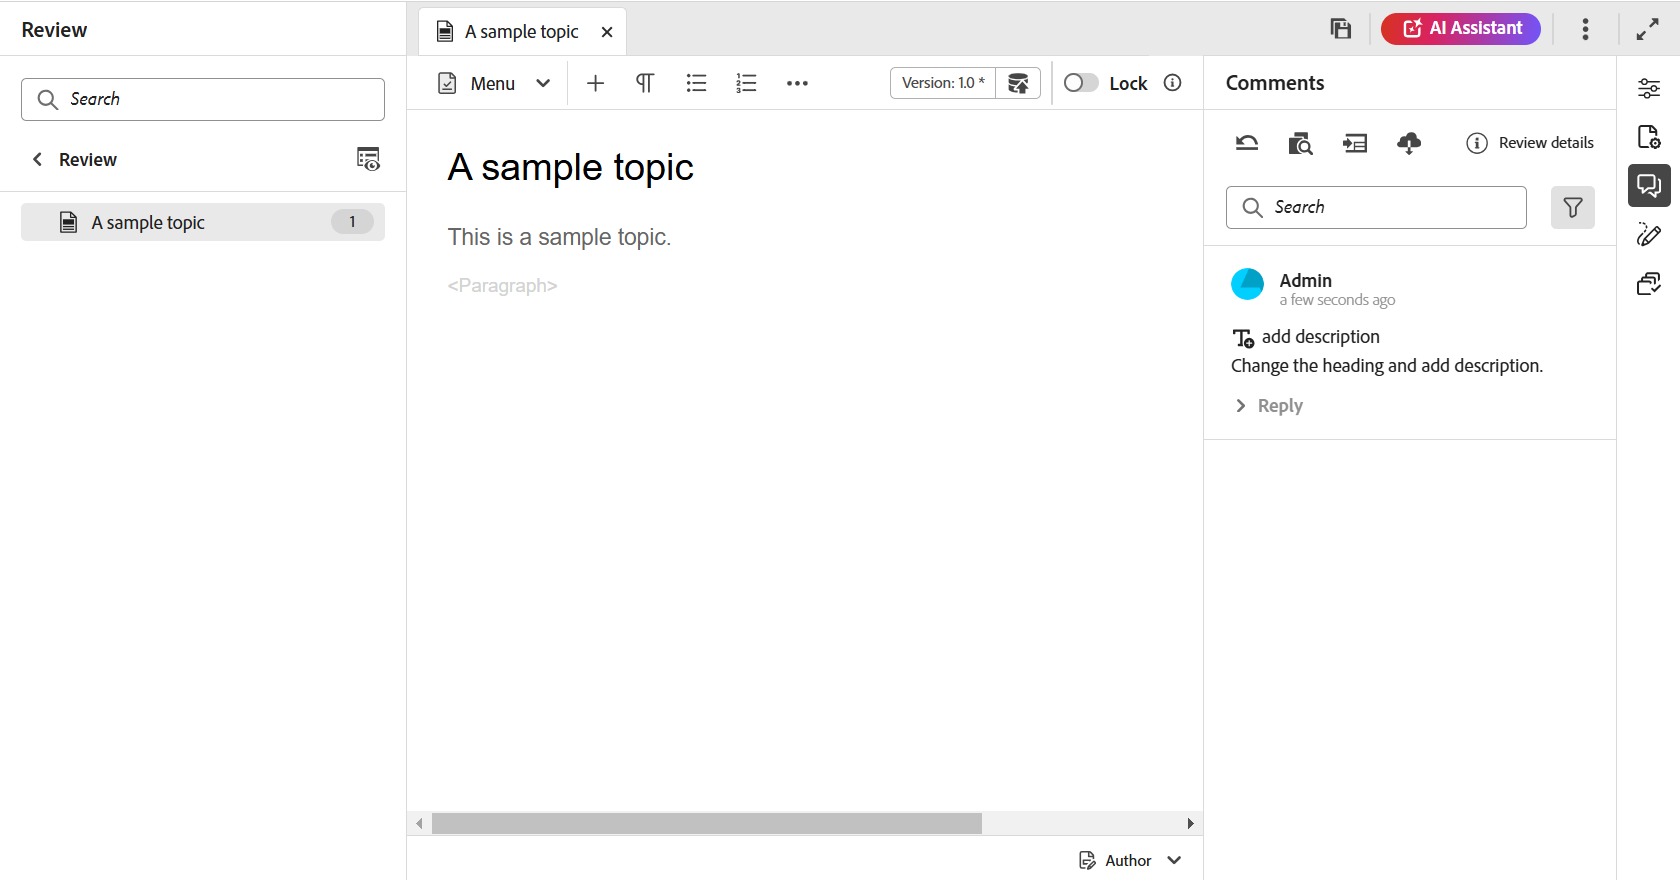 Review
Search
Review
A sample topic
1
A sample topic
AI Assistant
Menu
Version: 1.0 *
Lock
A sample topic
This is a sample topic.
<Paragraph>
Author
Comments
Review details
Search
Admin
a few seconds ago
add description
Change the heading and add description.
Reply